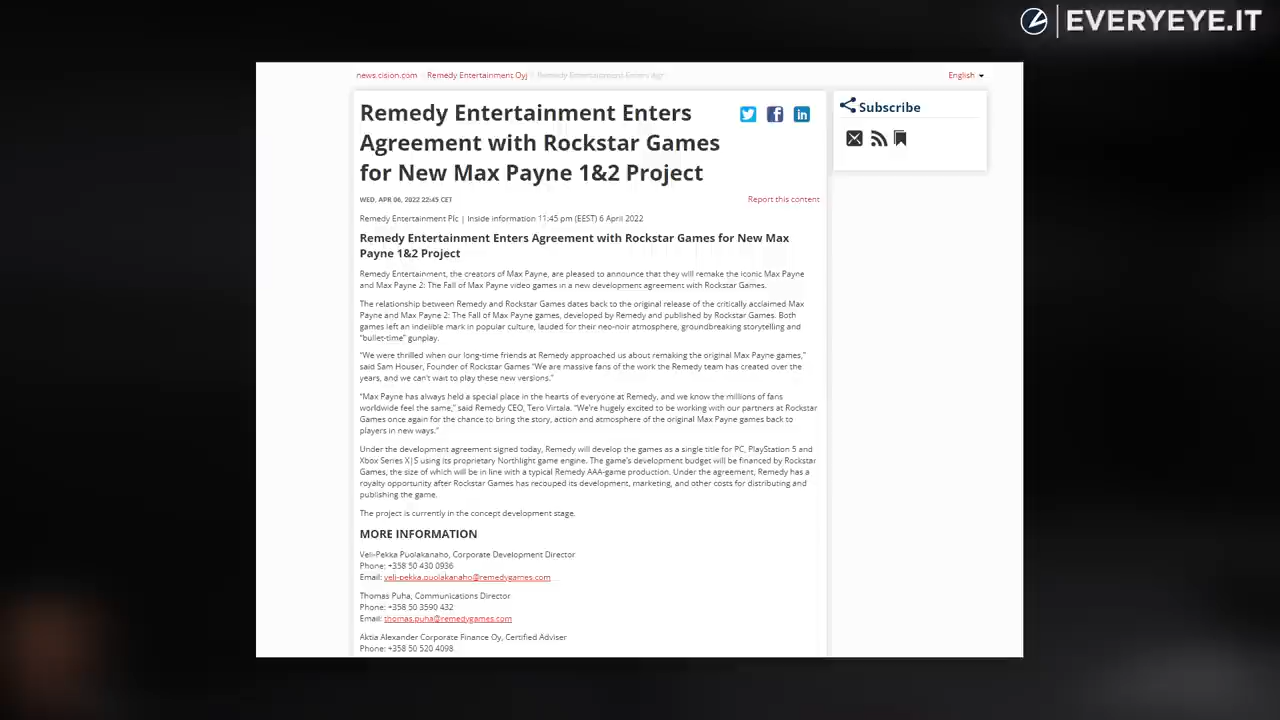 EVERYEYE.IT
news.cision.com Remedy Entertainment Oyj Remedy Entertainment Enters Agr
English
Remedy Entertainment Enters
Agreement with Rockstar Games
for New Max Payne 1&2 Project
Subscribe
WED, APR 06, 2022 22:45 CET
Report this content
Remedy Entertainment Plc | Inside information 11:45 pm (EEST) 6 April 2022
Remedy Entertainment Enters Agreement with Rockstar Games for New Max
Payne 1&2 Project
Remedy Entertainment, the creators of Max Payne, are pleased to announce that they will remake the iconic Max Payne
and Max Payne 2: The Fall of Max Payne video games in a new development agreement with Rockstar Games.
The relationship between Remedy and Rockstar Games dates back to the original release of the critically acclaimed Max
Payne and Max Payne 2: The Fall of Max Payne games, developed by Remedy and published by Rockstar Games. Both
games left an indelible mark in popular culture, lauded for their neo-noir atmosphere, groundbreaking storytelling and
“bullet-time” gunplay.
“We were thrilled when our long-time friends at Remedy approached us about remaking the original Max Payne games,”
said Sam Houser, Founder of Rockstar Games “We are massive fans of the work the Remedy team has created over the
years, and we can’t wait to play these new versions.”
“Max Payne has always held a special place in the hearts of everyone at Remedy, and we know the millions of fans
worldwide feel the same,” said Remedy CEO, Tero Virtala. “We’re hugely excited to be working with our partners at Rockstar
Games once again for the chance to bring the story, action and atmosphere of the original Max Payne games back to
players in new ways.”
Under the development agreement signed today, Remedy will develop the games as a single title for PC, PlayStation 5 and
Xbox Series X|S using its proprietary Northlight game engine. The game’s development budget will be financed by Rockstar
Games, the size of which will be in line with a typical Remedy AAA-game production. Under the agreement, Remedy has a
royalty opportunity after Rockstar Games has recouped its development, marketing, and other costs for distributing and
publishing the game.
The project is currently in the concept development stage.
MORE INFORMATION
Veli-Pekka Puolakanaho, Corporate Development Director
Phone: +358 50 430 0936
Email: veli-pekka.puolakanaho@remedygames.com
Thomas Puha, Communications Director
Phone: +358 50 3590 432
Email: thomas.puha@remedygames.com
Aktia Alexander Corporate Finance Oy, Certified Adviser
Phone: +358 50 520 4098